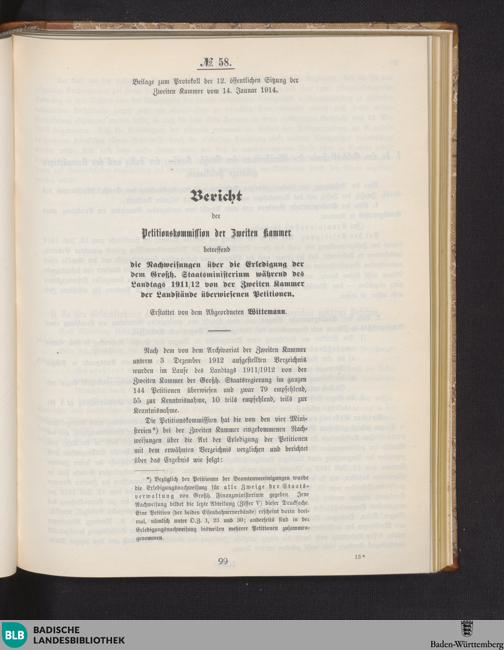 № 58.
Beilage zum Protokoll der 12. öffentlichen Sitzung der
Zweiten Kammer vom 14. Januar 1914.
Bericht
der
Petitionskommission der Zweiten Kammer
betreffend
die Nachweisungen über die Erledigung der
dem Großh. Staatsministerium während des
Landtags 1911/12 von der Zweiten Kammer
der Landstände überwiesenen Petitionen.
Erstattet von dem Abgeordneten Wittemann.
Nach dem von dem Archivariat der Zweiten Kammer
unterm 3 Dezember 1912 aufgestellten Verzeichnis
wurden im Laufe des Landtags 1911/1912 von der
Zweiten Kammer der Großh. Staatsregierung im ganzen
144 Petitionen überwiesen und zwar 79 empfehlend,
55 zur Kenntnisnahme, 10 teils empfehlend, teils zur
Kenntnisnahme.
Die Petitionskommission hat die von den vier Mini-
sterien*) bei der Zweiten Kammer eingekommenen Nach-
weisungen über die Art der Erledigung der Petitionen
mit dem erwähnten Verzeichnis verglichen und berichtet
über das Ergebnis wie folgt:
*) Bezüglich der Petitionen der Beamtenvereinigungen wurde
die Erledigungsnachweisung für alle Zweige der Staats-
verwaltung von Großh. Finanzministerium gegeben. Jene
Nachweisung bildet die letzte Abteilung (Ziffer V) dieser Drucksache.
Eine Petition (der beiden Eisenbahnerverbände) erscheint darin drei-
mal, nämlich unter O.Z. 1, 23 und 30; anderseits sind in der
Erledigungsnachweisung bisweilen mehrere Petitionen zusammen-
genommen.
99
13*
BLB
BADISCHE
LANDESBIBLIOTHEK
Baden-Württemberg